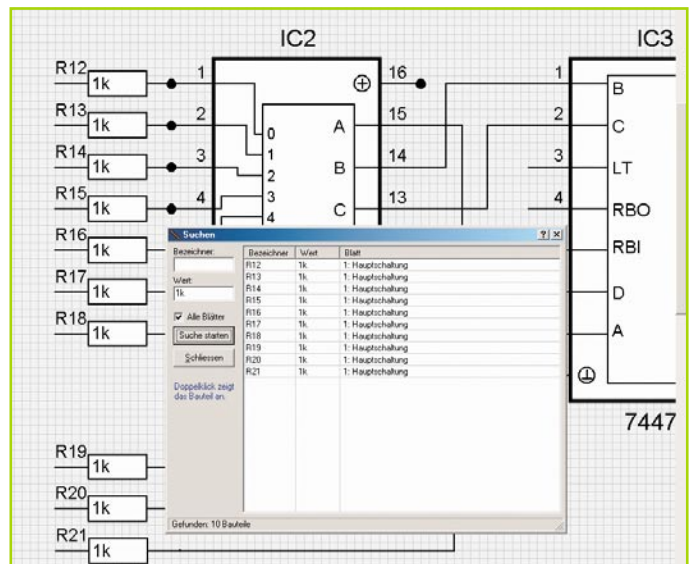 IC2
IC3
R12
1k
1
16
1
B
R13
1k
2
15
2
C
0
A
R14
1k
3
1
14
3
LT
2
B
R15
1k
4
3
13
4
RBO
4
C
R16
1k
RBI
R17
1k
D
R18
1k
A
7447
R19
1k
R20
1k
R21
1k
Suchen
Bezeichner:
Wert:
1k
Alle Blätter
Suche starten
Schliessen
Doppelklick zeigt
das Bauteil an.
Bezeichner Wert Blatt
R12 1k 1: Hauptschaltung
R13 1k 1: Hauptschaltung
R14 1k 1: Hauptschaltung
R15 1k 1: Hauptschaltung
R16 1k 1: Hauptschaltung
R17 1k 1: Hauptschaltung
R18 1k 1: Hauptschaltung
R19 1k 1: Hauptschaltung
R20 1k 1: Hauptschaltung
R21 1k 1: Hauptschaltung
Gefunden: 10 Bauteile